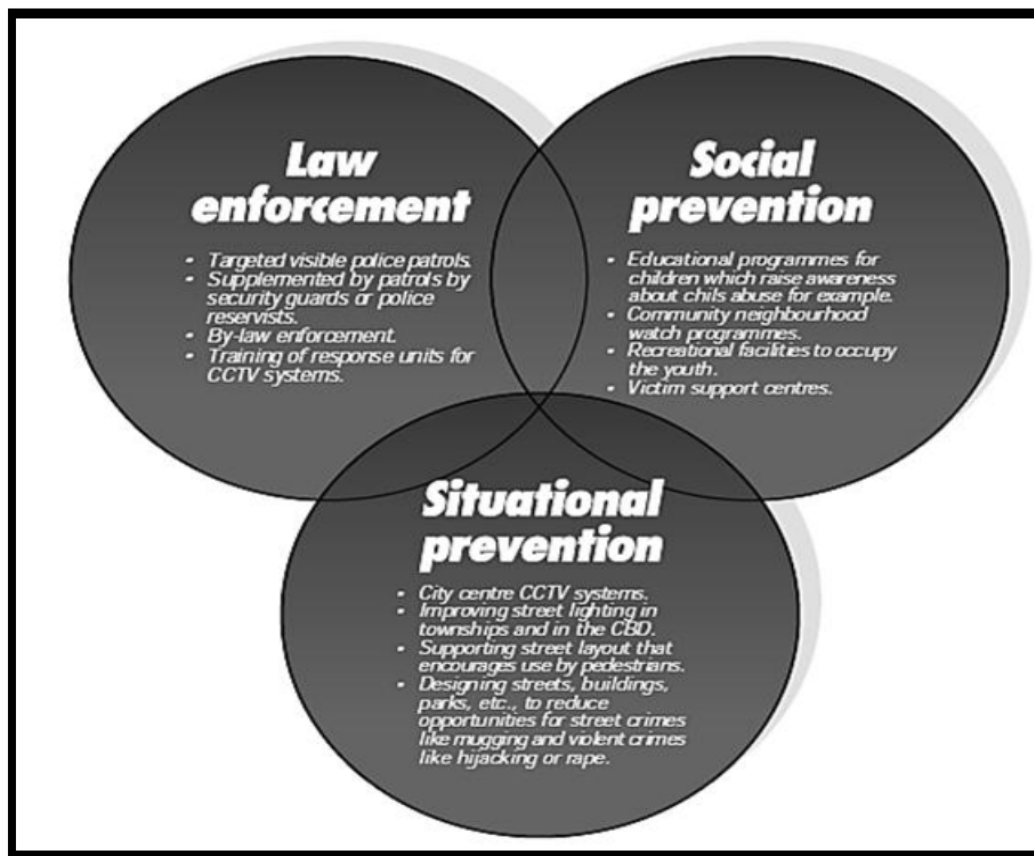 Law
enforcement
• Targeted visible police patrols.
• Supplemented by patrols by
security guards or police
reservists.
• By-law enforcement.
• Training of response units for
CCTV systems.
Social
prevention
• Educational programmes for
children which raise awareness
about chils abuse for example.
• Community neighbourhood
watch programmes.
• Recreational facilities to occupy
the youth.
• Victim support centres.
Situational
prevention
• City centre CCTV systems.
• Improving street lighting in
townships and in the CBD.
• Supporting street layout that
encourages use by pedestrians.
• Designing streets, buildings,
parks, etc., to reduce
opportunities for street crimes
like mugging and violent crimes
like hijacking or rape.